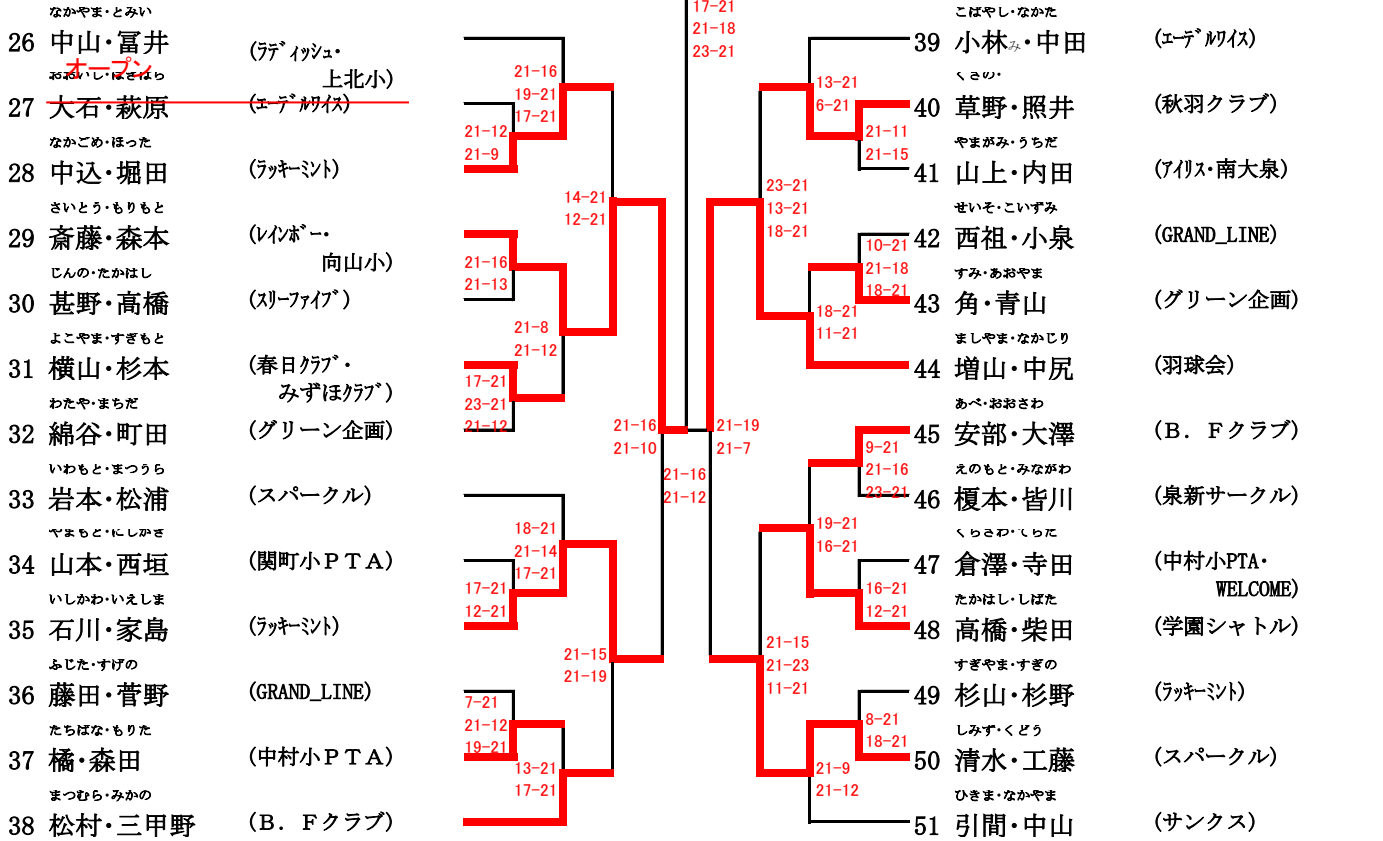 なかやま・とみい
26 中山・冨井 (ﾗﾃﾞｨｯｼｭ・
上北小)
オープン
おおいし・はぎはら
27 大石・萩原 (ｴｰﾃﾞﾙﾜｲｽ)
なかごめ・ほった
28 中込・堀田 (ﾗｯｷｰﾐﾝﾄ)
さいとう・もりもと
29 斎藤・森本 (ﾚｲﾝﾎﾞｰ・
向山小)
じんの・たかはし
30 甚野・高橋 (ｽﾘｰﾌｧｲﾌﾞ)
よこやま・すぎもと
31 横山・杉本 (春日ｸﾗﾌﾞ・
みずほｸﾗﾌﾞ)
わたや・まちだ
32 綿谷・町田 (グリーン企画)
いわもと・まつうら
33 岩本・松浦 (スパークル)
やまもと・にしがき
34 山本・西垣 (関町小ＰＴＡ)
いしかわ・いえしま
35 石川・家島 (ﾗｯｷｰﾐﾝﾄ)
ふじた・すげの
36 藤田・菅野 (GRAND_LINE)
たちばな・もりた
37 橘・森田 (中村小ＰＴＡ)
まつむら・みかの
38 松村・三甲野 (Ｂ．Ｆクラブ)
21-16
19-21
17-21
21-12
21-9
14-21
12-21
21-16
21-13
21-8
21-12
17-21
23-21
21-12
21-16
21-10
18-21
21-14
17-21
17-21
12-21
21-15
21-19
7-21
21-12
19-21
13-21
17-21
17-21
21-18
23-21
21-16
21-12
13-21
6-21
21-11
21-15
23-21
13-21
18-21
10-21
21-18
18-21
18-21
11-21
21-19
21-7
9-21
21-16
23-21
19-21
16-21
16-21
12-21
21-15
21-23
11-21
8-21
18-21
21-9
21-12
こばやし・なかた
39 小林み・中田 (ｴｰﾃﾞﾙﾜｲｽ)
くさの・
40 草野・照井 (秋羽クラブ)
やまがみ・うちだ
41 山上・内田 (ｱｲﾘｽ・南大泉)
せいそ・こいずみ
42 西祖・小泉 (GRAND_LINE)
すみ・あおやま
43 角・青山 (グリーン企画)
ましやま・なかじり
44 増山・中尻 (羽球会)
あべ・おおさわ
45 安部・大澤 (Ｂ．Ｆクラブ)
えのもと・みながわ
46 榎本・皆川 (泉新サークル)
くらさわ・てらだ
47 倉澤・寺田 (中村小PTA・
WELCOME)
たかはし・しばた
48 高橋・柴田 (学園シャトル)
すぎやま・すぎの
49 杉山・杉野 (ﾗｯｷｰﾐﾝﾄ)
しみず・くどう
50 清水・工藤 (スパークル)
ひきま・なかやま
51 引間・中山 (サンクス)